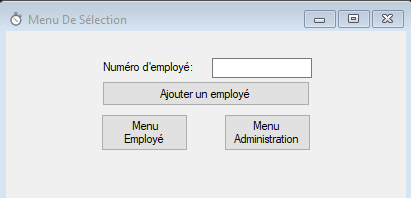 Menu De Sélection
Numéro d'employé:
Ajouter un employé
Menu
Employé
Menu
Administration